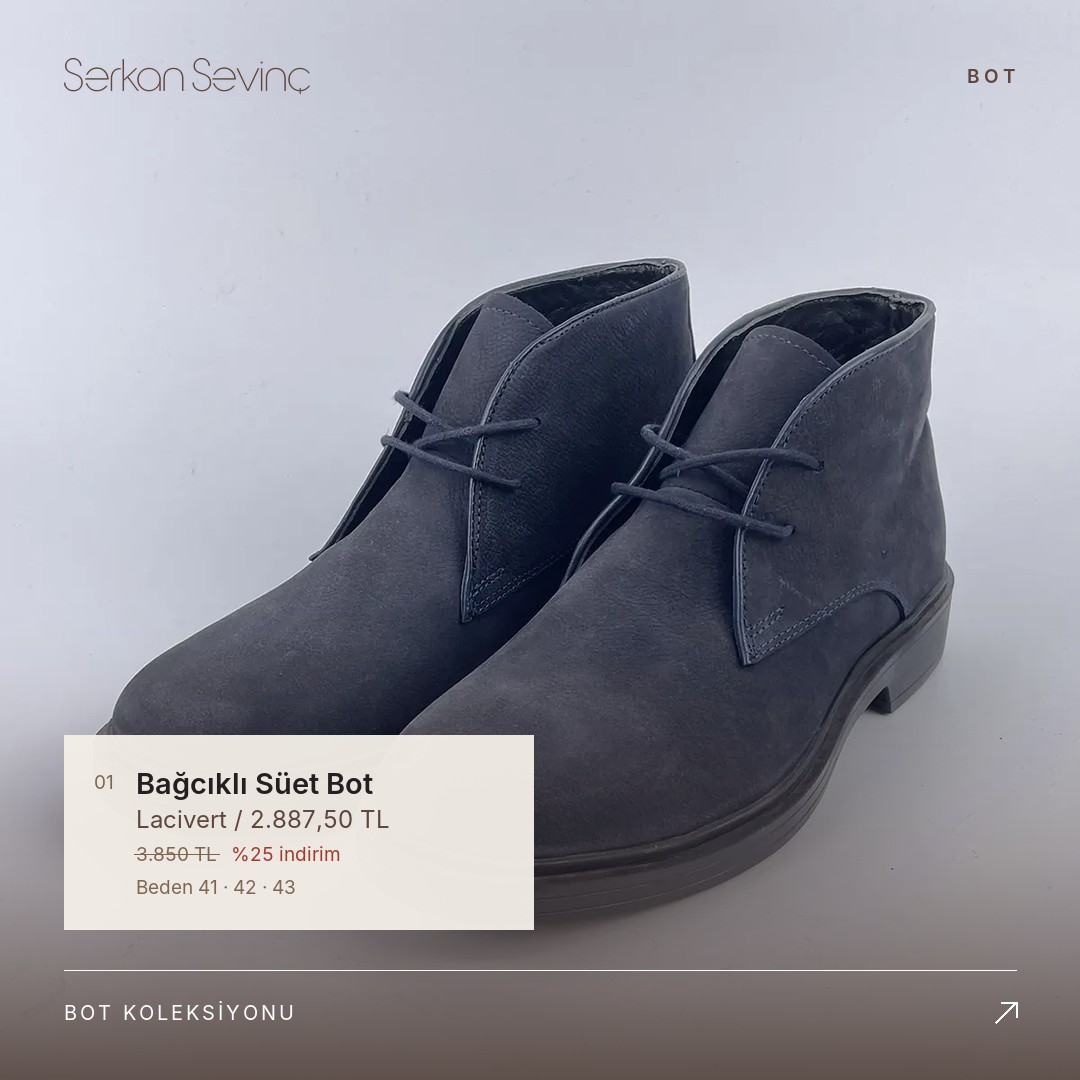 Serkan Sevinç
BOT
01
Bağcıklı Süet Bot
Lacivert / 2.887,50 TL
3.850 TL %25 indirim
Beden 41 · 42 · 43
BOT KOLEKSİYONU